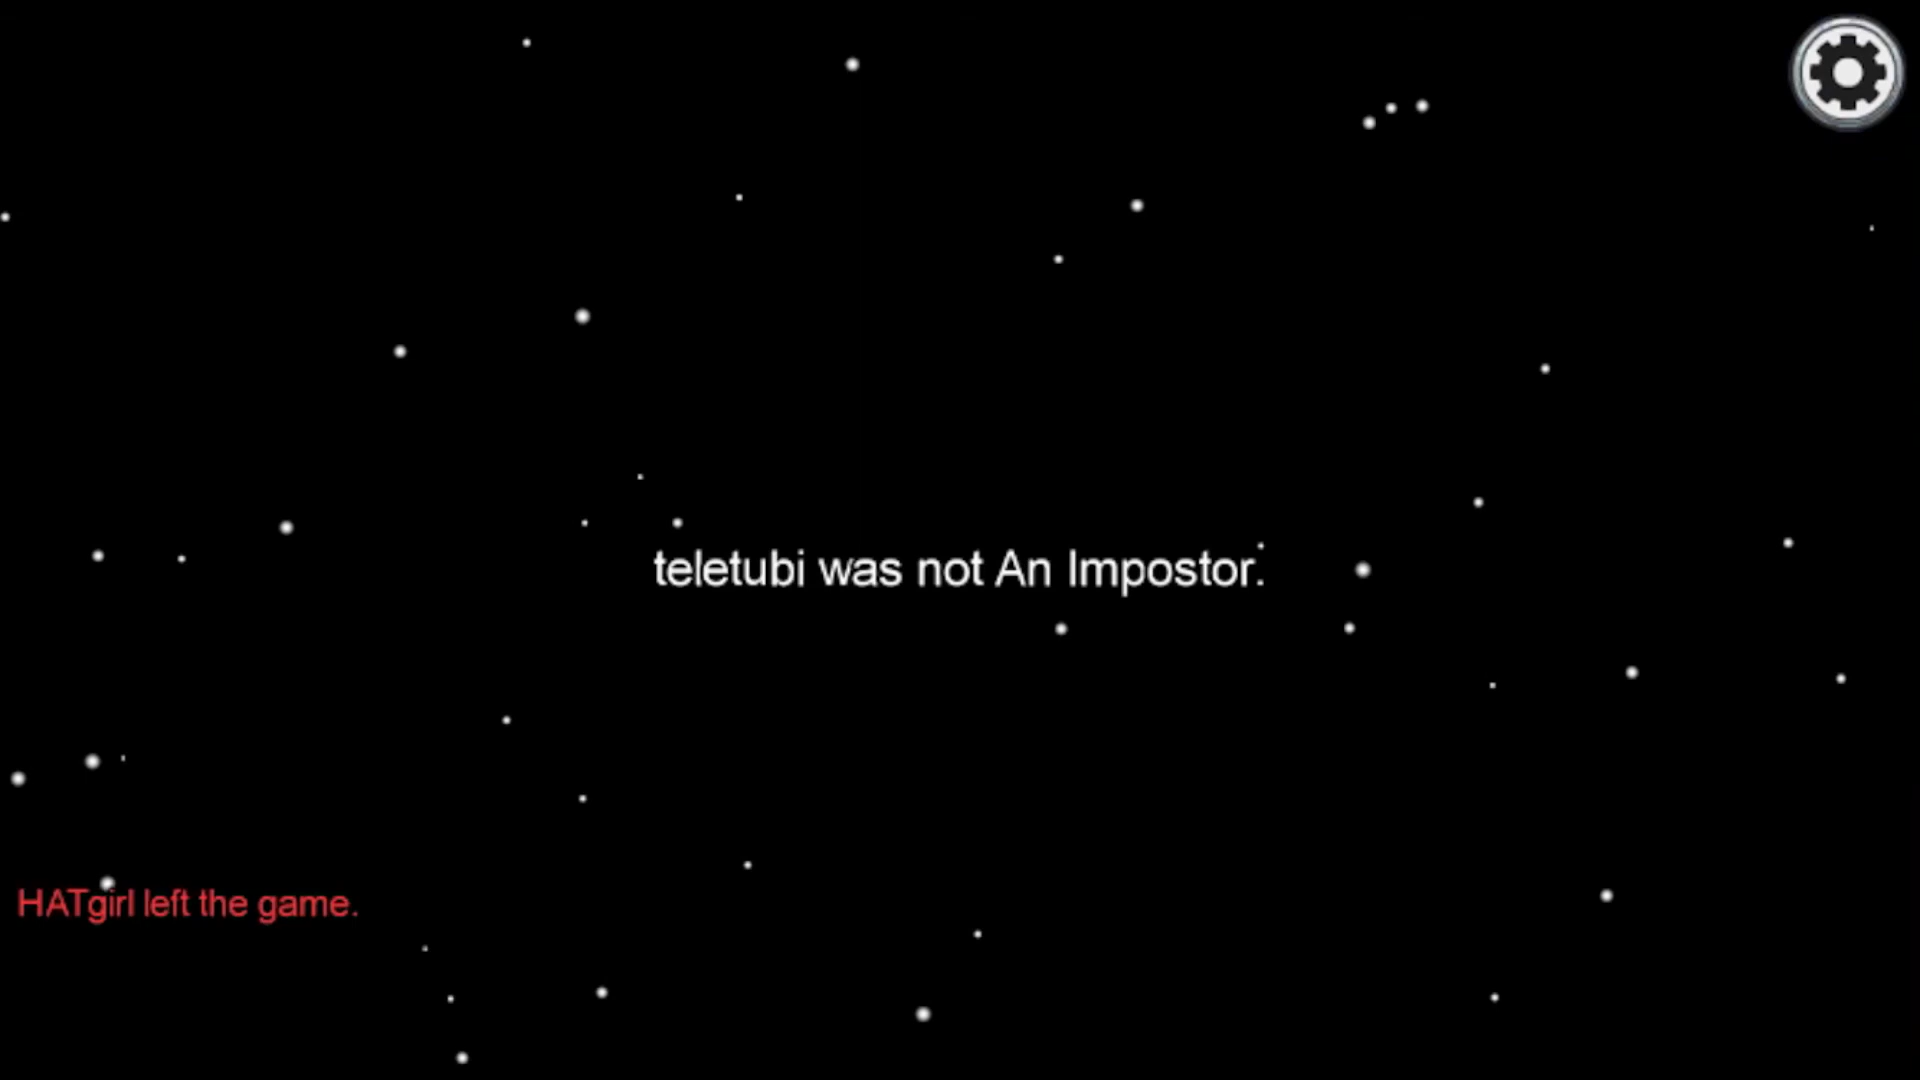 teletubi was not An Impostor.
HATgirl left the game.